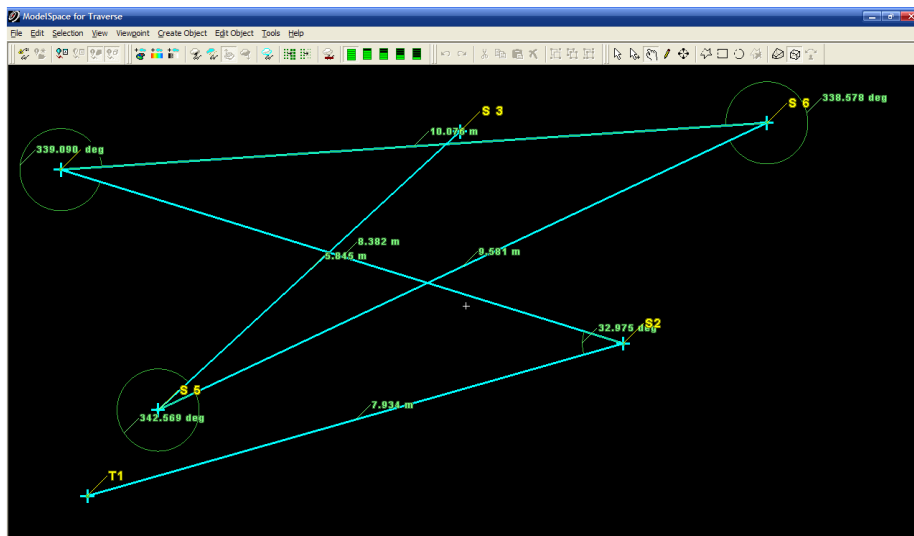 ModelSpace for Traverse
File Edit Selection View Viewpoint Create Object Edit Object Tools Help
S 3
S 6
338.578 deg
10.076 m
339.090 deg
8.382 m
5.845 m
9.581 m
32.975 deg
S2
S 5
342.569 deg
7.934 m
T1